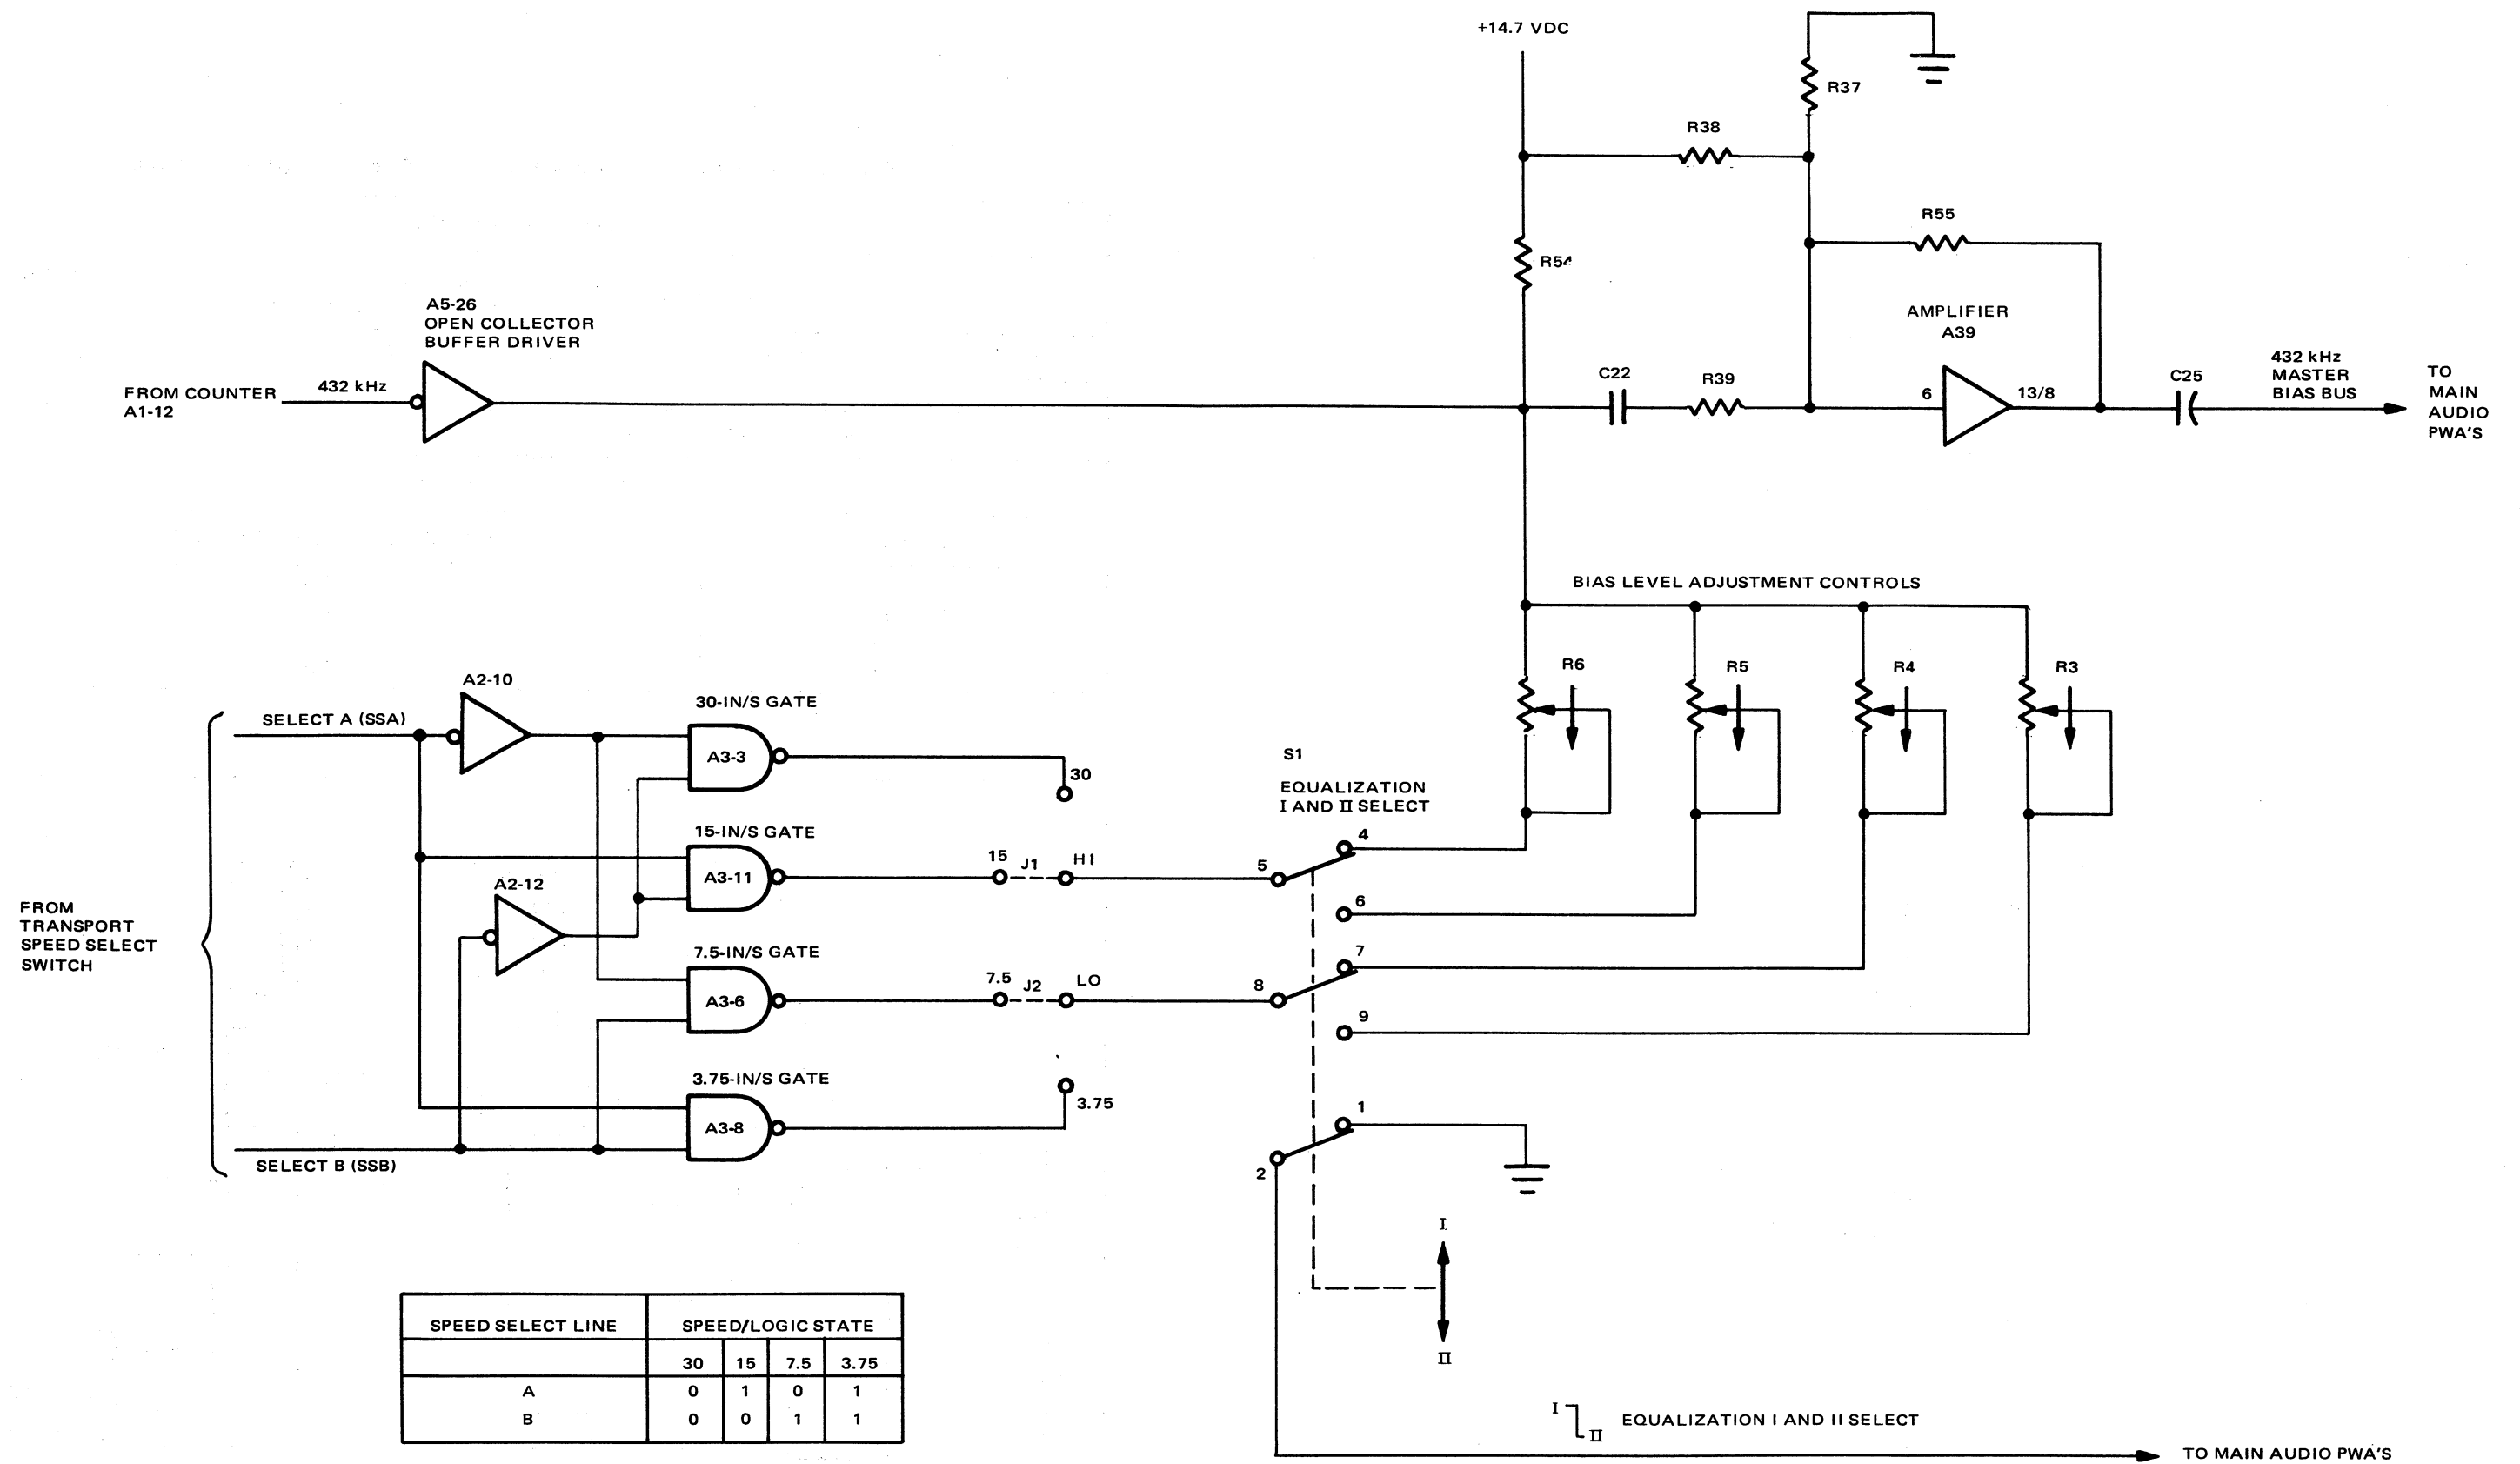 +14.7 VDC
R37
R38
R55
R54
A5-26
OPEN COLLECTOR
BUFFER DRIVER
AMPLIFIER
A39
FROM COUNTER
A1-12
432 kHz
C22
R39
6
13/8
C25
432 kHz
MASTER
BIAS BUS
TO
MAIN
AUDIO
PWA'S
BIAS LEVEL ADJUSTMENT CONTROLS
R6
R5
R4
R3
A2-10
SELECT A (SSA)
30-IN/S GATE
A3-3
30
S1
EQUALIZATION
I AND II SELECT
15-IN/S GATE
A3-11
15
J1
HI
5
4
6
A2-12
FROM
TRANSPORT
SPEED SELECT
SWITCH
7.5-IN/S GATE
A3-6
7.5
J2
LO
8
7
9
3.75-IN/S GATE
A3-8
3.75
SELECT B (SSB)
1
2
I
II
SPEED SELECT LINE
SPEED/LOGIC STATE
30 15 7.5 3.75
A 0 1 0 1
B 0 0 1 1
I
II
EQUALIZATION I AND II SELECT
TO MAIN AUDIO PWA'S